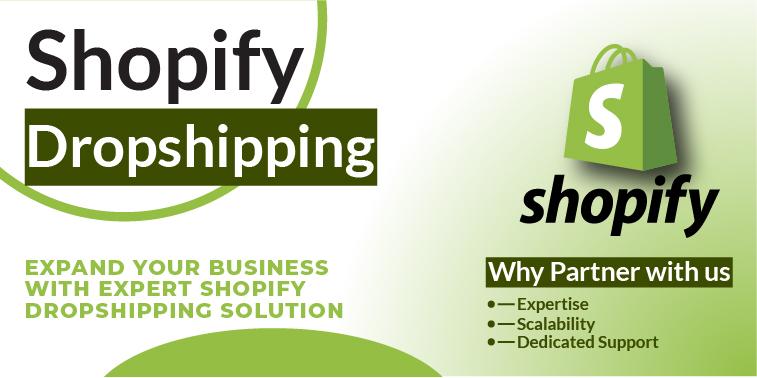 Shopify
Dropshipping
EXPAND YOUR BUSINESS
WITH EXPERT SHOPIFY
DROPSHIPPING SOLUTION
S
shopify
Why Partner with us
Expertise
Scalability
Dedicated Support